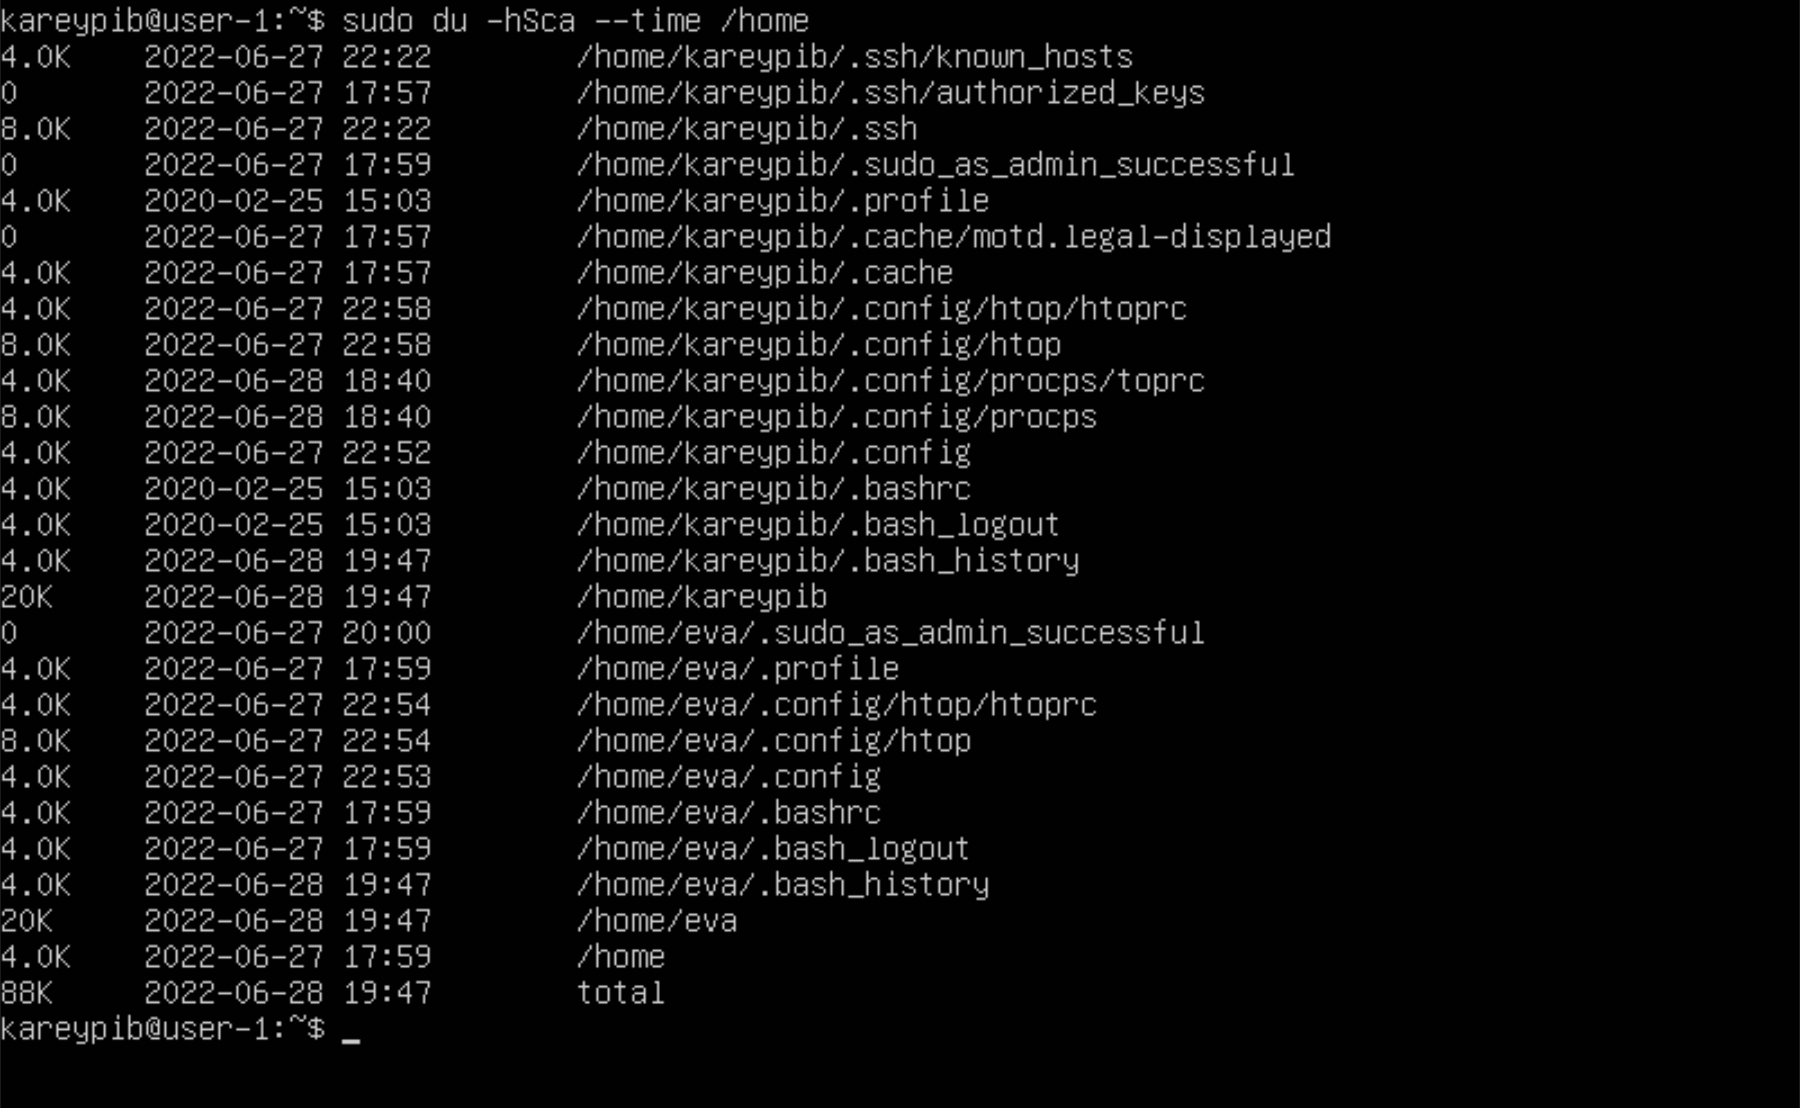 kareypib@user-1:~$ sudo du -hSca --time /home
4.0K 2022-06-27 22:22 /home/kareypib/.ssh/known_hosts
0 2022-06-27 17:57 /home/kareypib/.ssh/authorized_keys
8.0K 2022-06-27 22:22 /home/kareypib/.ssh
0 2022-06-27 17:59 /home/kareypib/.sudo_as_admin_successful
4.0K 2020-02-25 15:03 /home/kareypib/.profile
0 2022-06-27 17:57 /home/kareypib/.cache/motd.legal-displayed
4.0K 2022-06-27 17:57 /home/kareypib/.cache
4.0K 2022-06-27 22:58 /home/kareypib/.config/htop/htoprc
8.0K 2022-06-27 22:58 /home/kareypib/.config/htop
4.0K 2022-06-28 18:40 /home/kareypib/.config/procps/toprc
8.0K 2022-06-28 18:40 /home/kareypib/.config/procps
4.0K 2022-06-27 22:52 /home/kareypib/.config
4.0K 2020-02-25 15:03 /home/kareypib/.bashrc
4.0K 2020-02-25 15:03 /home/kareypib/.bash_logout
4.0K 2022-06-28 19:47 /home/kareypib/.bash_history
20K 2022-06-28 19:47 /home/kareypib
0 2022-06-27 20:00 /home/eva/.sudo_as_admin_successful
4.0K 2022-06-27 17:59 /home/eva/.profile
4.0K 2022-06-27 22:54 /home/eva/.config/htop/htoprc
8.0K 2022-06-27 22:54 /home/eva/.config/htop
4.0K 2022-06-27 22:53 /home/eva/.config
4.0K 2022-06-27 17:59 /home/eva/.bashrc
4.0K 2022-06-27 17:59 /home/eva/.bash_logout
4.0K 2022-06-28 19:47 /home/eva/.bash_history
20K 2022-06-28 19:47 /home/eva
4.0K 2022-06-27 17:59 /home
88K 2022-06-28 19:47 total
kareypib@user-1:~$ _